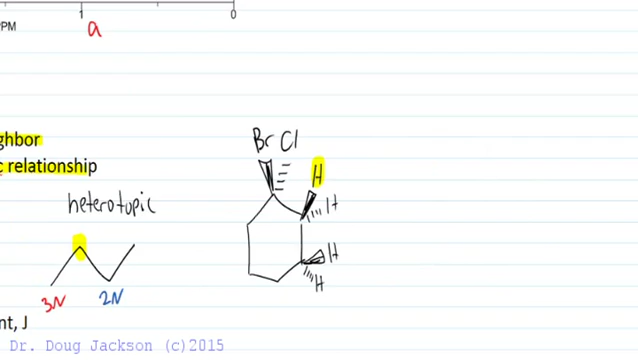 1
0
PPM
a
ghbor
c relationship
heterotopic
3N
2N
Br Cl
H
H
H
H
nt, J
Dr. Doug Jackson (c)2015